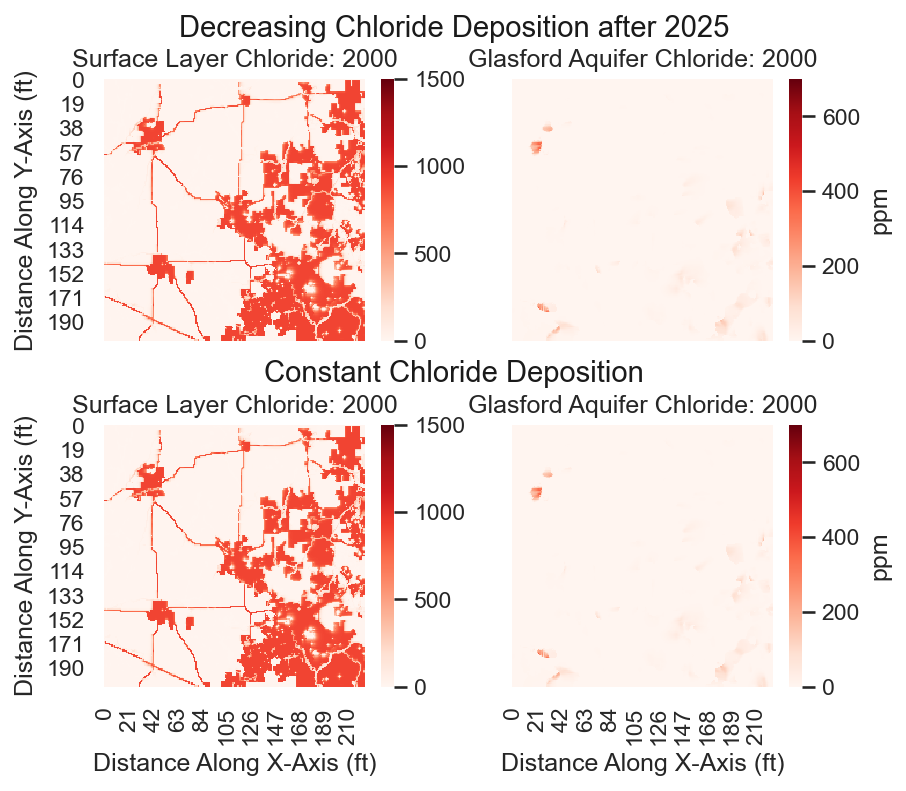 Decreasing Chloride Deposition after 2025
Surface Layer Chloride: 2000
Glasford Aquifer Chloride: 2000
Distance Along Y-Axis (ft)
0
19
38
57
76
95
114
133
152
171
190
1500
1000
500
0
600
400
200
0
ppm
Constant Chloride Deposition
Surface Layer Chloride: 2000
Glasford Aquifer Chloride: 2000
Distance Along Y-Axis (ft)
0
19
38
57
76
95
114
133
152
171
190
1500
1000
500
0
600
400
200
0
ppm
0 21 42 63 84 105 126 147 168 189 210
0 21 42 63 84 105 126 147 168 189 210
Distance Along X-Axis (ft)
Distance Along X-Axis (ft)